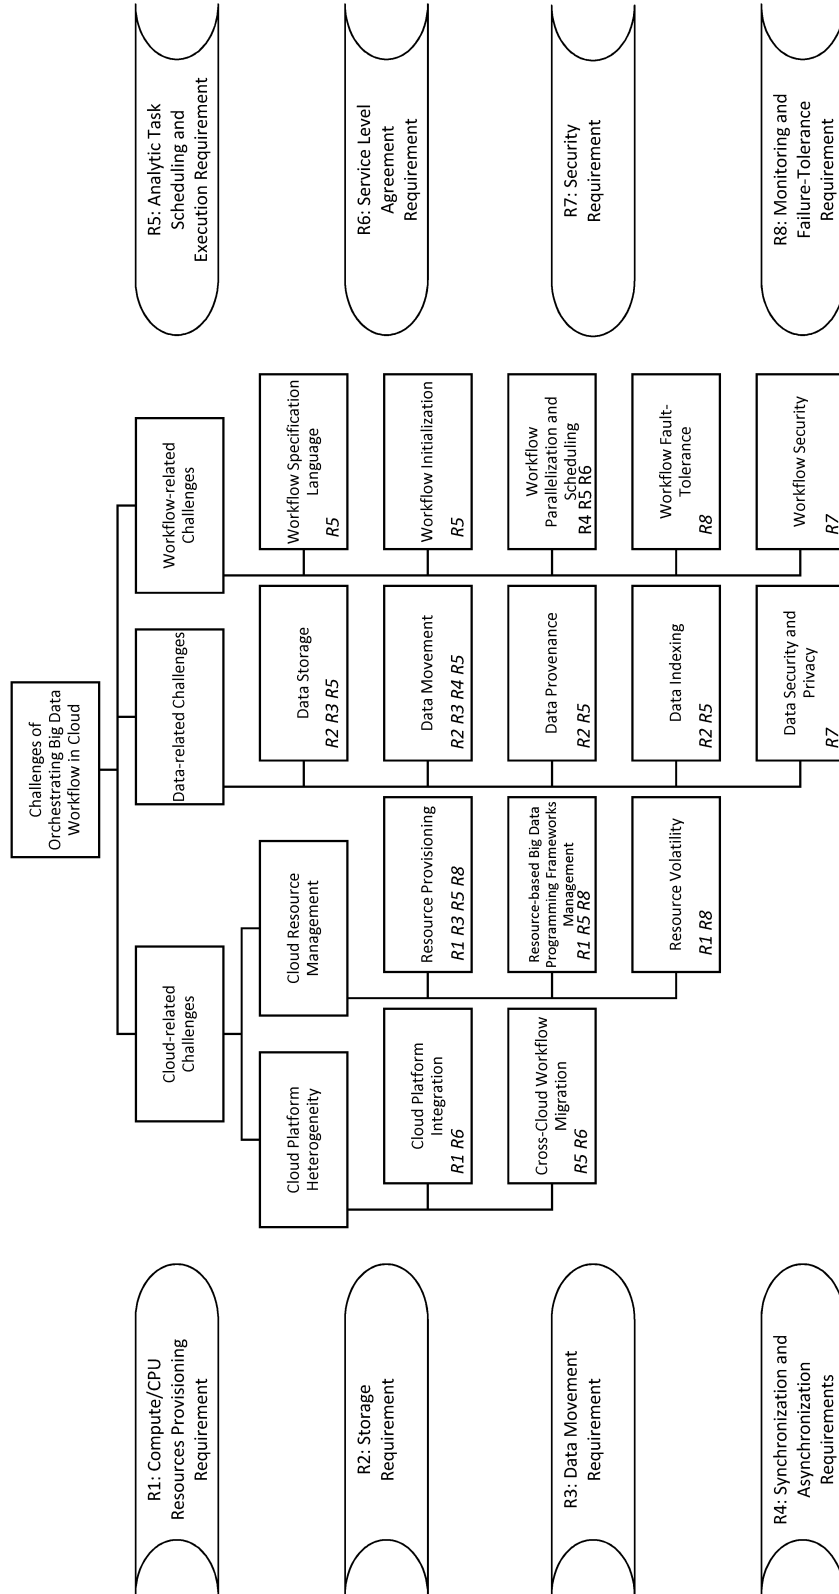 Challenges of
Orchestrating Big Data
Workflow in Cloud
Cloud-related
Challenges
Data-related Challenges
Workflow-related
Challenges
Cloud Platform
Heterogeneity
Cloud Resource
Management
Cloud Platform
Integration
R1 R6
Cross-Cloud Workflow
Migration
R5 R6
Resource Provisioning
R1 R3 R5 R8
Resource-based Big Data
Programming Frameworks
Management
R1 R5 R8
Resource Volatility
R1 R8
Data Storage
R2 R3 R5
Data Movement
R2 R3 R4 R5
Data Provenance
R2 R5
Data Indexing
R2 R5
Data Security and
Privacy
R7
Workflow Specification
Language
R5
Workflow Initialization
R5
Workflow
Parallelization and
Scheduling
R4 R5 R6
Workflow Fault-
Tolerance
R8
Workflow Security
R7
R1: Compute/CPU
Resources Provisioning
Requirement
R2: Storage
Requirement
R3: Data Movement
Requirement
R4: Synchronization and
Asynchronization
Requirements
R5: Analytic Task
Scheduling and
Execution Requirement
R6: Service Level
Agreement
Requirement
R7: Security
Requirement
R8: Monitoring and
Failure-Tolerance
Requirement